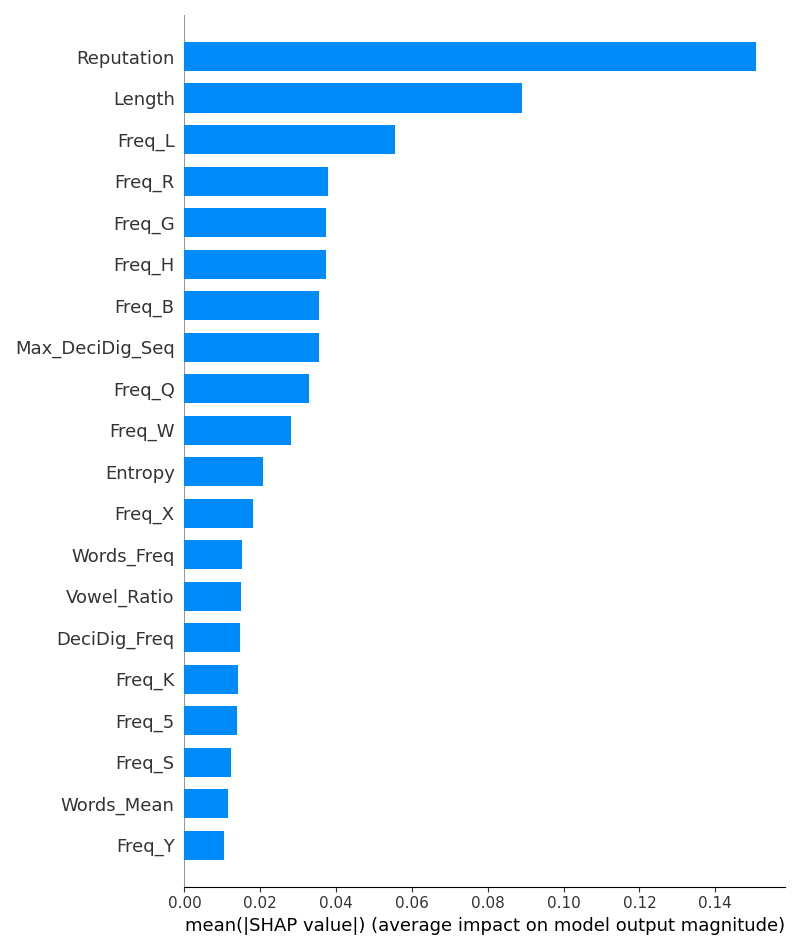 Reputation
Length
Freq_L
Freq_R
Freq_G
Freq_H
Freq_B
Max_DeciDig_Seq
Freq_Q
Freq_W
Entropy
Freq_X
Words_Freq
Vowel_Ratio
DeciDig_Freq
Freq_K
Freq_5
Freq_S
Words_Mean
Freq_Y
0.00 0.02 0.04 0.06 0.08 0.10 0.12 0.14
mean(|SHAP value|) (average impact on model output magnitude)